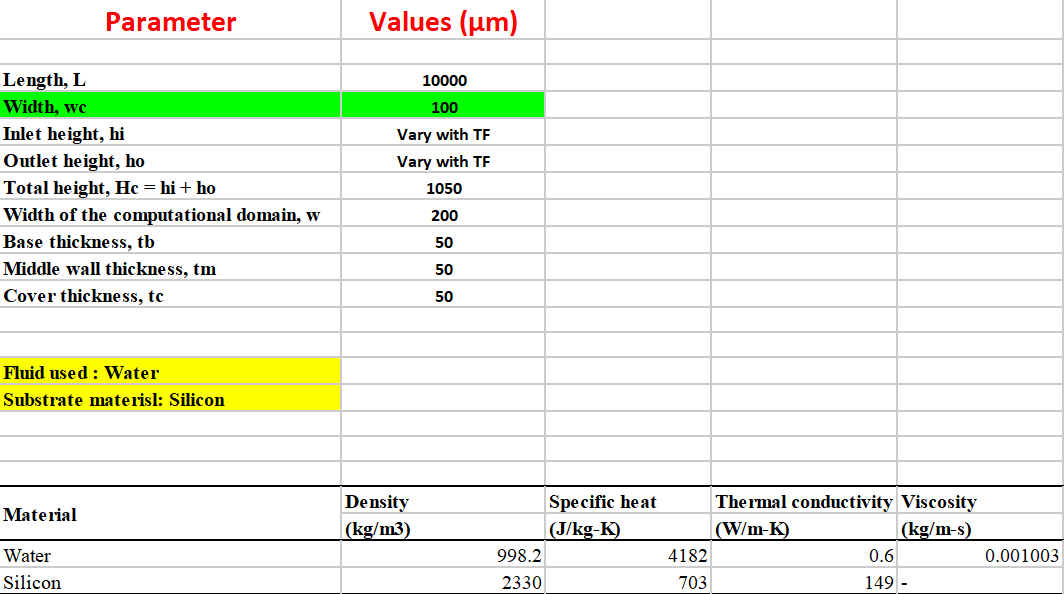 Parameter Values (μm)
Length, L 10000
Width, wc 100
Inlet height, hi Vary with TF
Outlet height, ho Vary with TF
Total height, Hc = hi + ho 1050
Width of the computational domain, w 200
Base thickness, tb 50
Middle wall thickness, tm 50
Cover thickness, tc 50
Fluid used : Water
Substrate materisl: Silicon
Material Density Specific heat Thermal conductivity Viscosity
(kg/m3) (J/kg-K) (W/m-K) (kg/m-s)
Water 998.2 4182 0.6 0.001003
Silicon 2330 703 149 -